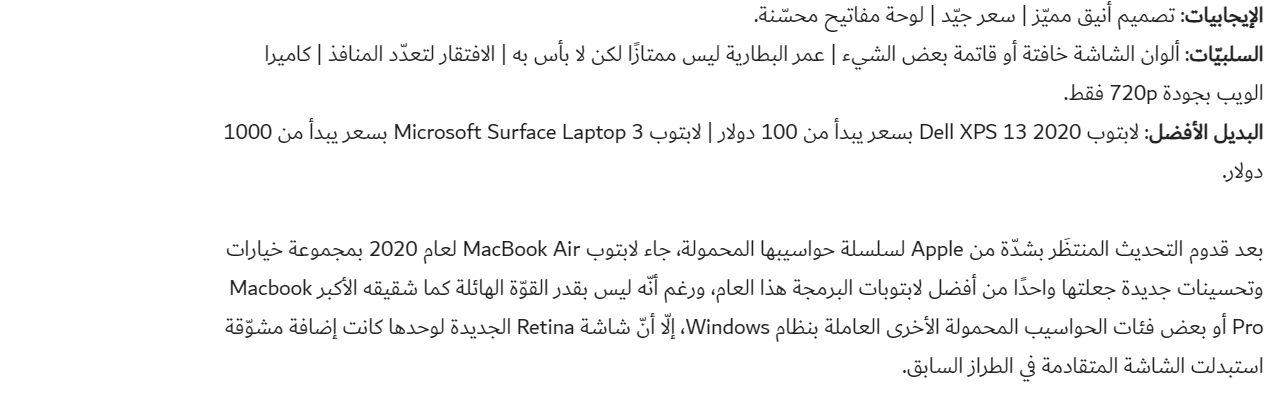 الإيجابيات: تصميم أنيق مميّز | سعر جيّد | لوحة مفاتيح محسّنة.
السلبيّات: ألوان الشاشة خافتة أو قاتمة بعض الشيء | عمر البطارية ليس ممتازًا لكن لا بأس به | الافتقار لتعدّد المنافذ | كاميرا
الويب بجودة 720p فقط.
البديل الأفضل: لابتوب Dell XPS 13 2020 بسعر يبدأ من 100 دولار | لابتوب Microsoft Surface Laptop 3 بسعر يبدأ من 1000
دولار.
بعد قدوم التحديث المنتظَر بشدّة من Apple لسلسلة حواسيبها المحمولة، جاء لابتوب MacBook Air لعام 2020 بمجموعة خيارات
وتحسينات جديدة جعلتها واحدًا من أفضل لابتوبات البرمجة هذا العام، ورغم أنّه ليس بقدر القوّة الهائلة كما شقيقه الأكبر Macbook
Pro أو بعض فئات الحواسيب المحمولة الأخرى العاملة بنظام Windows، إلّا أنّ شاشة Retina الجديدة لوحدها كانت إضافة مشوّقة
استبدلت الشاشة المتقادمة في الطراز السابق.